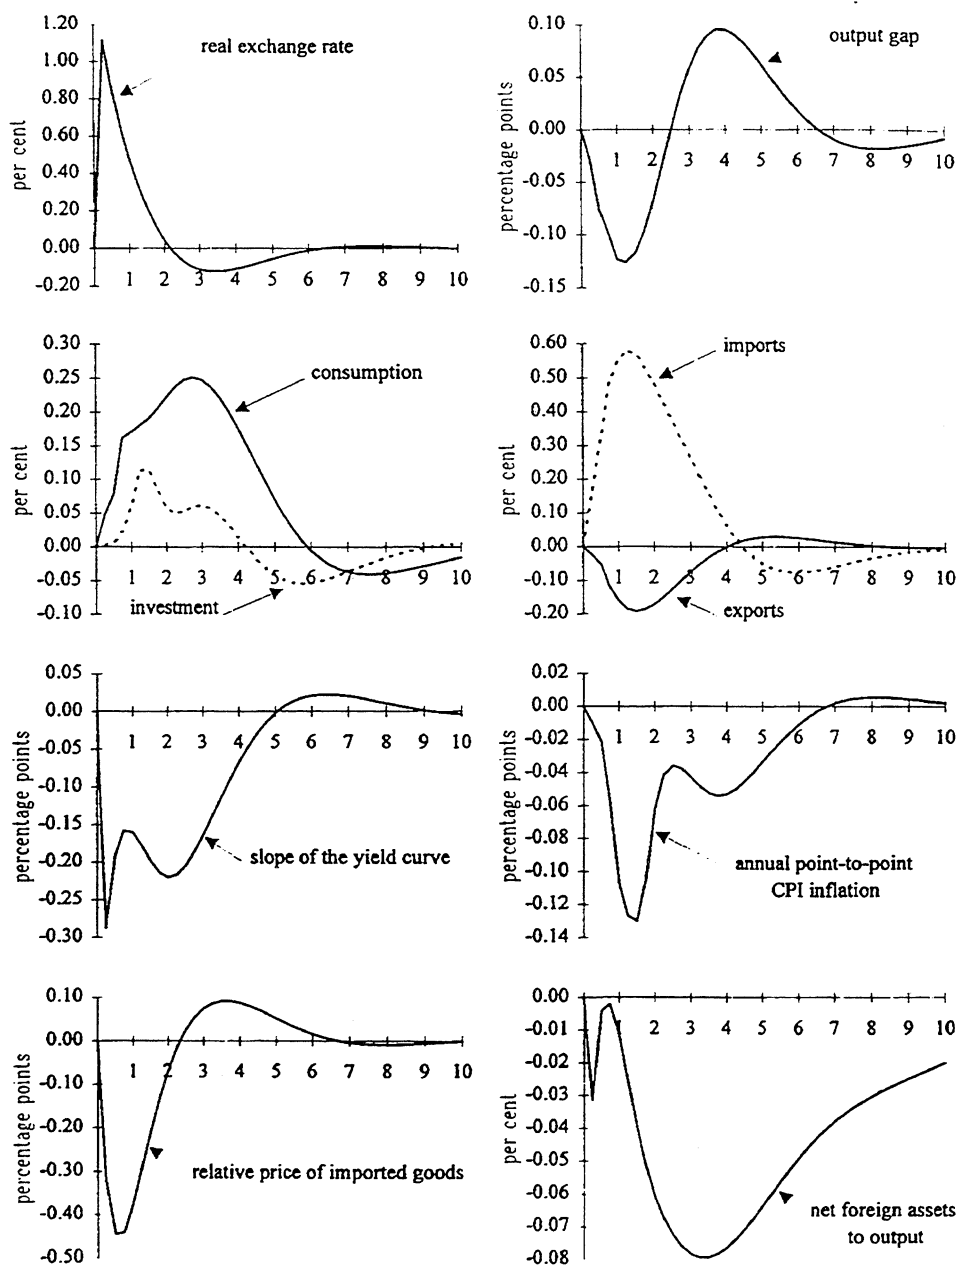 1.20
1.00
0.80
0.60
0.40
0.20
0.00
-0.20
per cent
real exchange rate
1 2 3 4 5 6 7 8 9 10
0.10
0.05
0.00
-0.05
-0.10
-0.15
percentage points
output gap
1 2 3 4 5 6 7 8 9 10
0.30
0.25
0.20
0.15
0.10
0.05
0.00
-0.05
-0.10
per cent
consumption
1 2 3 4 5 6 7 8 9 10
investment
0.60
0.50
0.40
0.30
0.20
0.10
0.00
-0.10
-0.20
per cent
imports
1 2 3 4 5 6 7 8 9 10
exports
0.05
0.00
-0.05
-0.10
-0.15
-0.20
-0.25
-0.30
percentage points
1 2 3 4 5 6 7 8 9 10
slope of the yield curve
0.02
0.00
-0.02
-0.04
-0.06
-0.08
-0.10
-0.12
-0.14
percentage points
1 2 3 4 5 6 7 8 9 10
annual point-to-point
CPI inflation
0.10
0.00
-0.10
-0.20
-0.30
-0.40
-0.50
percentage points
1 2 3 4 5 6 7 8 9 10
relative price of imported goods
0.00
-0.01
-0.02
-0.03
-0.04
-0.05
-0.06
-0.07
-0.08
per cent
1 2 3 4 5 6 7 8 9 10
net foreign assets
to output